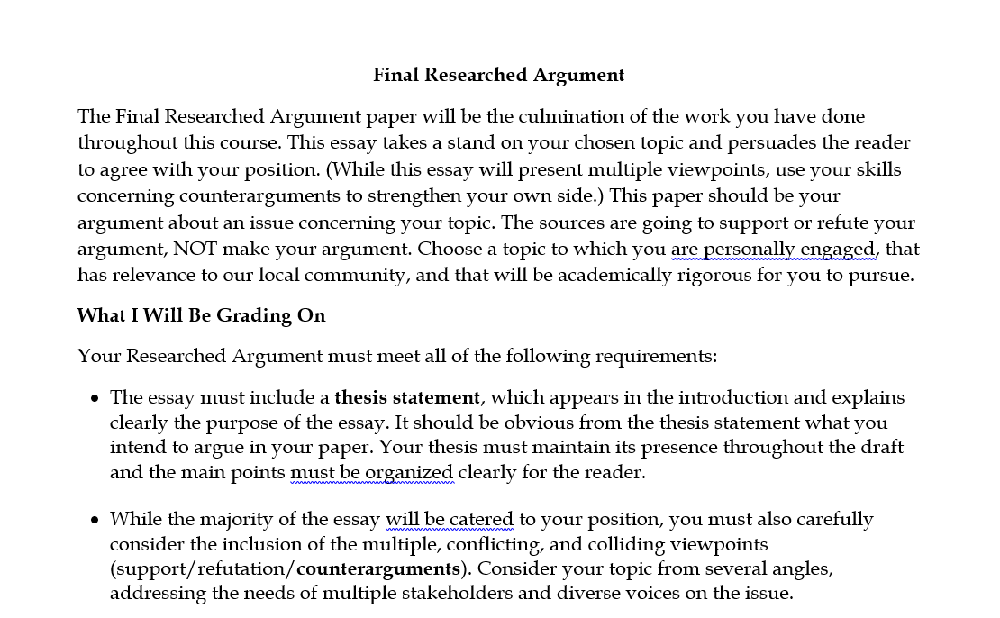 Final Researched Argument
The Final Researched Argument paper will be the culmination of the work you have done
throughout this course. This essay takes a stand on your chosen topic and persuades the reader
to agree with your position. (While this essay will present multiple viewpoints, use your skills
concerning counterarguments to strengthen your own side.) This paper should be your
argument about an issue concerning your topic. The sources are going to support or refute your
argument, NOT make your argument. Choose a topic to which you are personally engaged, that
has relevance to our local community, and that will be academically rigorous for you to pursue.
What I Will Be Grading On
Your Researched Argument must meet all of the following requirements:
• The essay must include a thesis statement, which appears in the introduction and explains
clearly the purpose of the essay. It should be obvious from the thesis statement what you
intend to argue in your paper. Your thesis must maintain its presence throughout the draft
and the main points must be organized clearly for the reader.
• While the majority of the essay will be catered to your position, you must also carefully
consider the inclusion of the multiple, conflicting, and colliding viewpoints
(support/refutation/counterarguments). Consider your topic from several angles,
addressing the needs of multiple stakeholders and diverse voices on the issue.